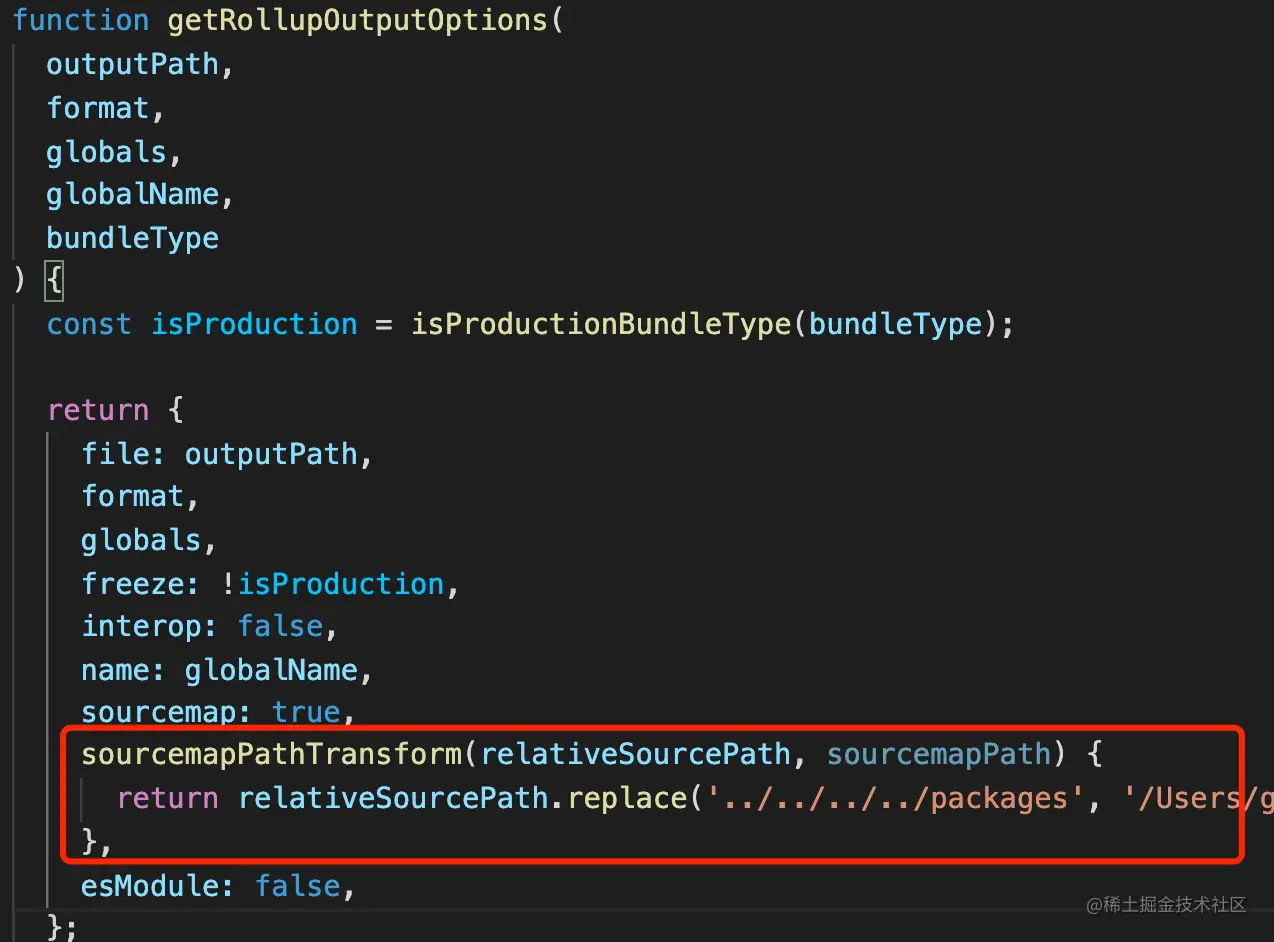 function getRollupOutputOptions(
  outputPath,
  format,
  globals,
  globalName,
  bundleType
) {
  const isProduction = isProductionBundleType(bundleType);

  return {
    file: outputPath,
    format,
    globals,
    freeze: !isProduction,
    interop: false,
    name: globalName,
    sourcemap: true,
    sourcemapPathTransform(relativeSourcePath, sourcemapPath) {
      return relativeSourcePath.replace('../../../../packages', '/Users/g
    },
    esModule: false,
  };
@稀土掘金技术社区